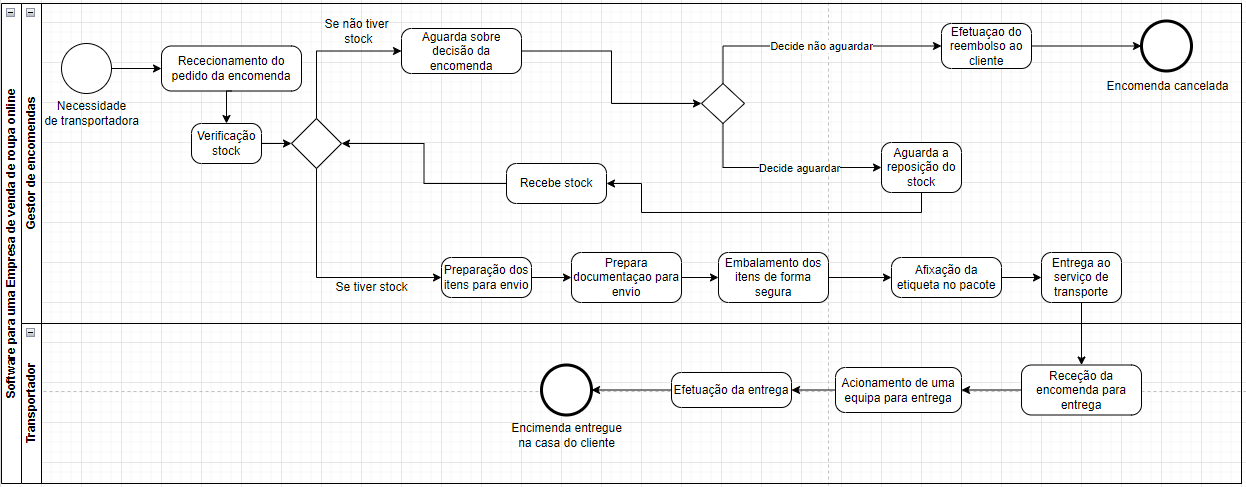 Software para uma Empresa de venda de roupa online
Gestor de encomendas
Necessidade
de transportadora
Rececionamento do
pedido da encomenda
Verificação
stock
Se não tiver
stock
Aguarda sobre
decisão da
encomenda
Decide não aguardar
Efetuaçao do
reembolso ao
cliente
Encomenda cancelada
Decide aguardar
Aguarda a
reposição do
stock
Recebe stock
Se tiver stock
Preparação dos
itens para envio
Prepara
documentaçao para
envio
Embalamento dos
itens de forma
segura
Afixação da
etiqueta no pacote
Entrega ao
serviço de
transporte
Transportador
Receção da
encomenda para
entrega
Acionamento de uma
equipa para entrega
Efetuação da entrega
Encimenda entregue
na casa do cliente